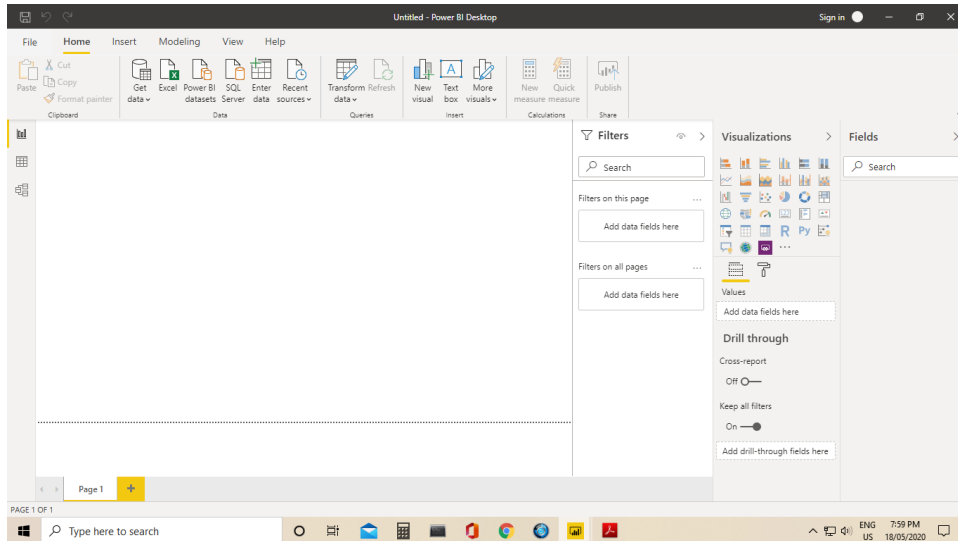 Untitled - Power BI Desktop
Sign in
File Home Insert Modeling View Help
Paste
Cut
Copy
Format painter
Clipboard
Get data
Excel
Power BI datasets
SQL Server
Enter data
Recent sources
Data
Transform data
Refresh
Queries
New visual
Text box
More visuals
Insert
New measure
Quick measure
Calculations
Publish
Share
Filters
Search
Filters on this page
...
Add data fields here
Filters on all pages
...
Add data fields here
Visualizations
R Py
...
Values
Add data fields here
Drill through
Cross-report
Off
Keep all filters
On
Add drill-through fields here
Fields
Search
Page 1
+
PAGE 1 OF 1
Type here to search
ENG
US
7:59 PM
18/05/2020